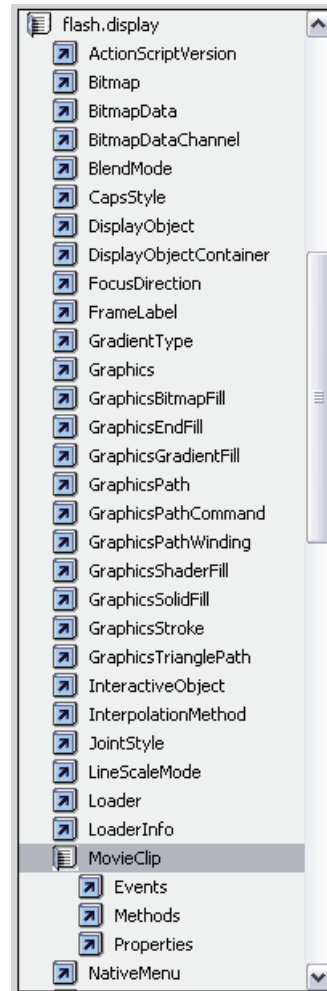 flash.display
ActionScriptVersion
Bitmap
BitmapData
BitmapDataChannel
BlendMode
CapsStyle
DisplayObject
DisplayObjectContainer
FocusDirection
FrameLabel
GradientType
Graphics
GraphicsBitmapFill
GraphicsEndFill
GraphicsGradientFill
GraphicsPath
GraphicsPathCommand
GraphicsPathWinding
GraphicsShaderFill
GraphicsSolidFill
GraphicsStroke
GraphicsTrianglePath
InteractiveObject
InterpolationMethod
JointStyle
LineScaleMode
Loader
LoaderInfo
MovieClip
Events
Methods
Properties
NativeMenu